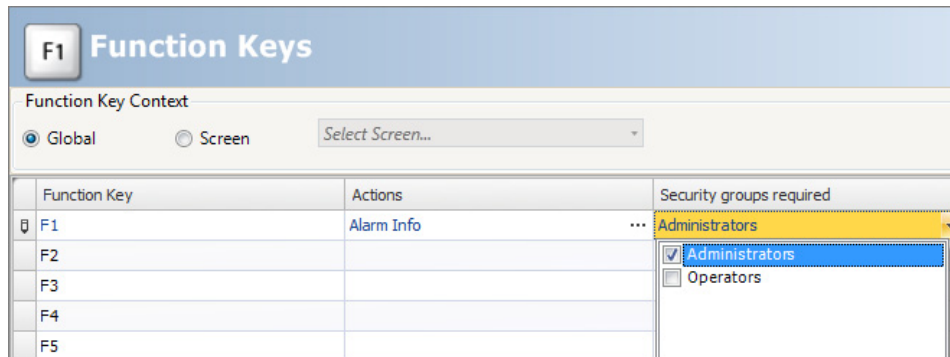 F1 Function Keys
Function Key Context
Global Screen Select Screen...
Function Key Actions Security groups required
F1 Alarm Info ... Administrators
F2 Administrators
F3 Operators
F4
F5